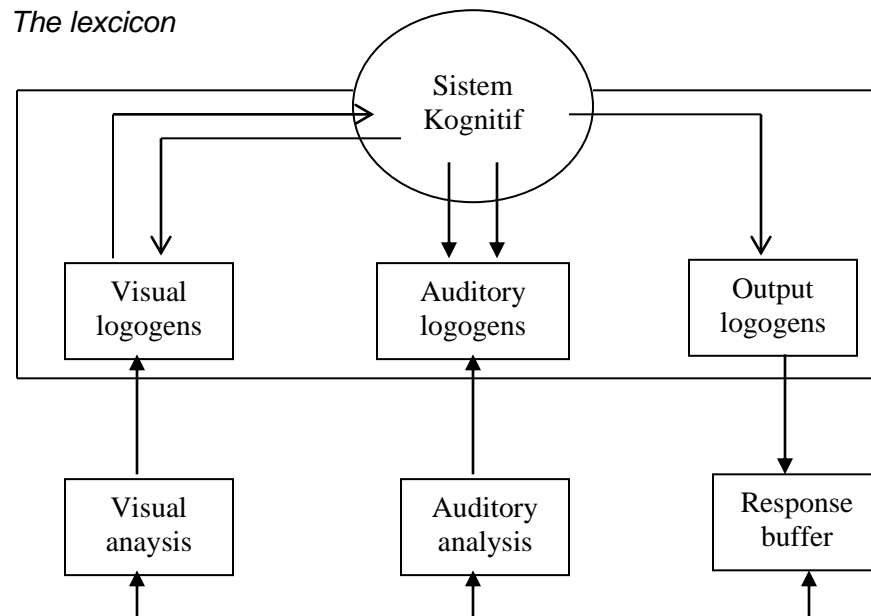 The lexcicon
Sistem
Kognitif
Visual
logogens
Auditory
logogens
Output
logogens
Visual
anaysis
Auditory
analysis
Response
buffer